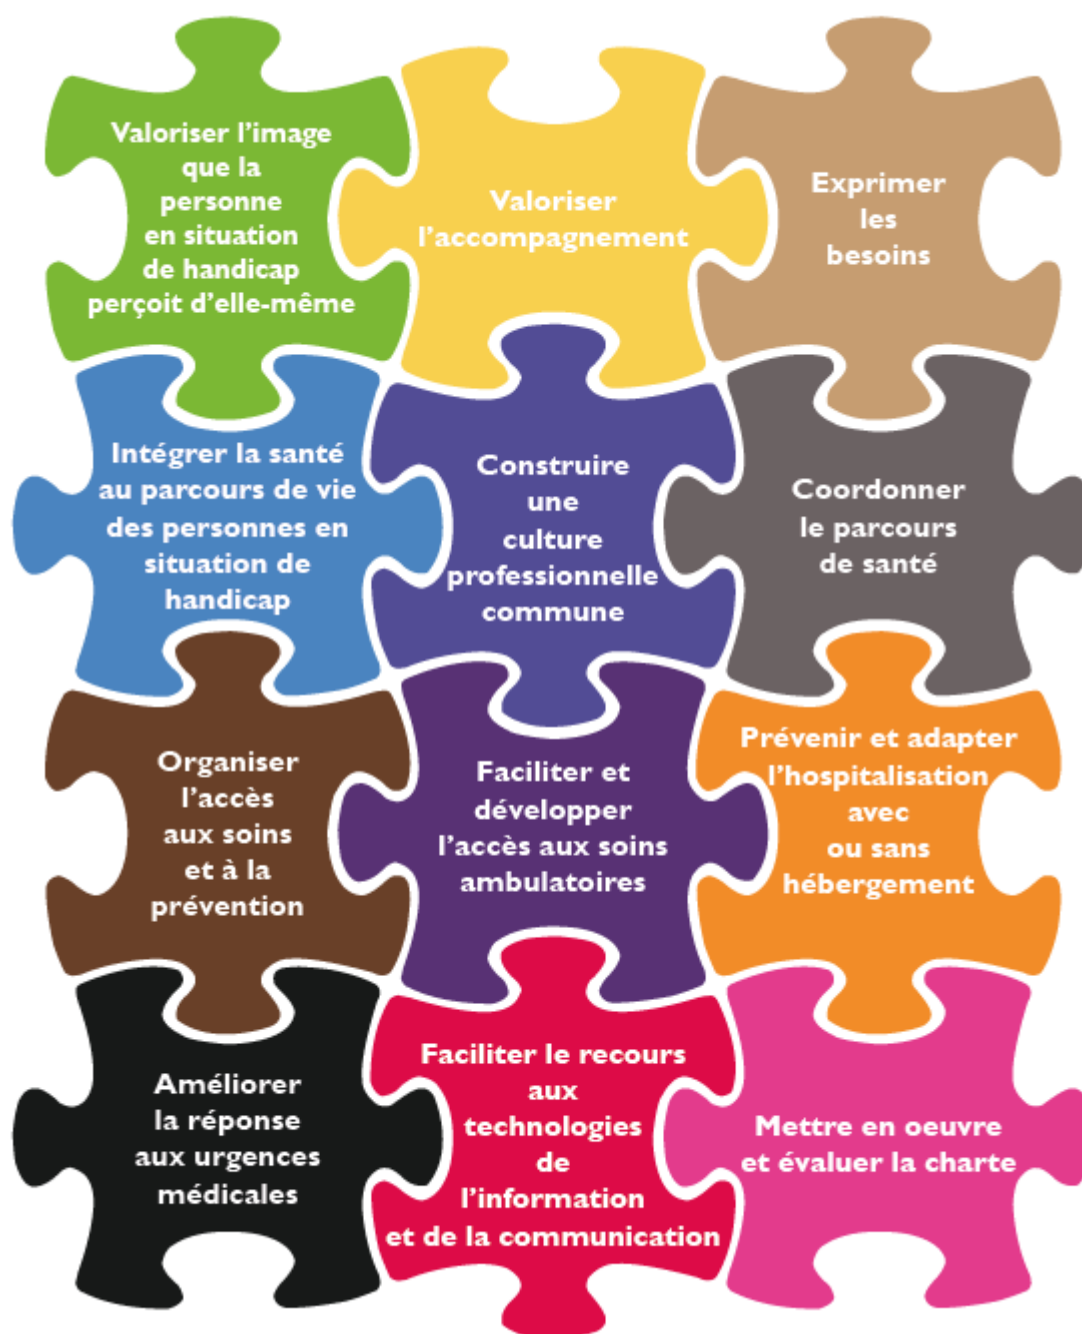 Valoriser l'image
que la
personne
en situation
de handicap
perçoit d'elle-même
Valoriser
l'accompagnement
Exprimer
les
besoins
Intégrer la santé
au parcours de vie
des personnes en
situation de
handicap
Construire
une
culture
professionnelle
commune
Coordonner
le parcours
de santé
Organiser
l'accès
aux soins
et à la
prévention
Faciliter et
développer
l'accès aux soins
ambulatoires
Prévenir et adapter
l'hospitalisation
avec
ou sans
hébergement
Améliorer
la réponse
aux urgences
médicales
Faciliter le recours
aux
technologies
de
l'information
et de la communication
Mettre en oeuvre
et évaluer la charte